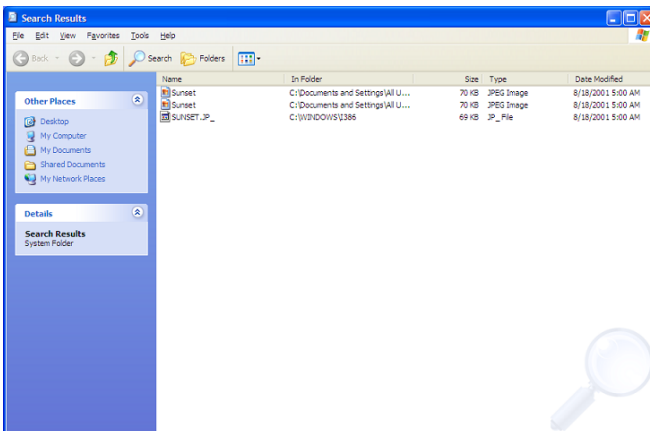 Search Results
File Edit View Favorites Tools Help
Back Search Folders
Name In Folder Size Type Date Modified
Sunset C:\Documents and Settings\All U... 70 KB JPEG Image 8/18/2001 5:00 AM
Sunset C:\Documents and Settings\All U... 70 KB JPEG Image 8/18/2001 5:00 AM
SUNSET.JP_ C:\WINDOWS\I386 69 KB JP_ File 8/18/2001 5:00 AM
Other Places
Desktop
My Computer
My Documents
Shared Documents
My Network Places
Details
Search Results
System Folder